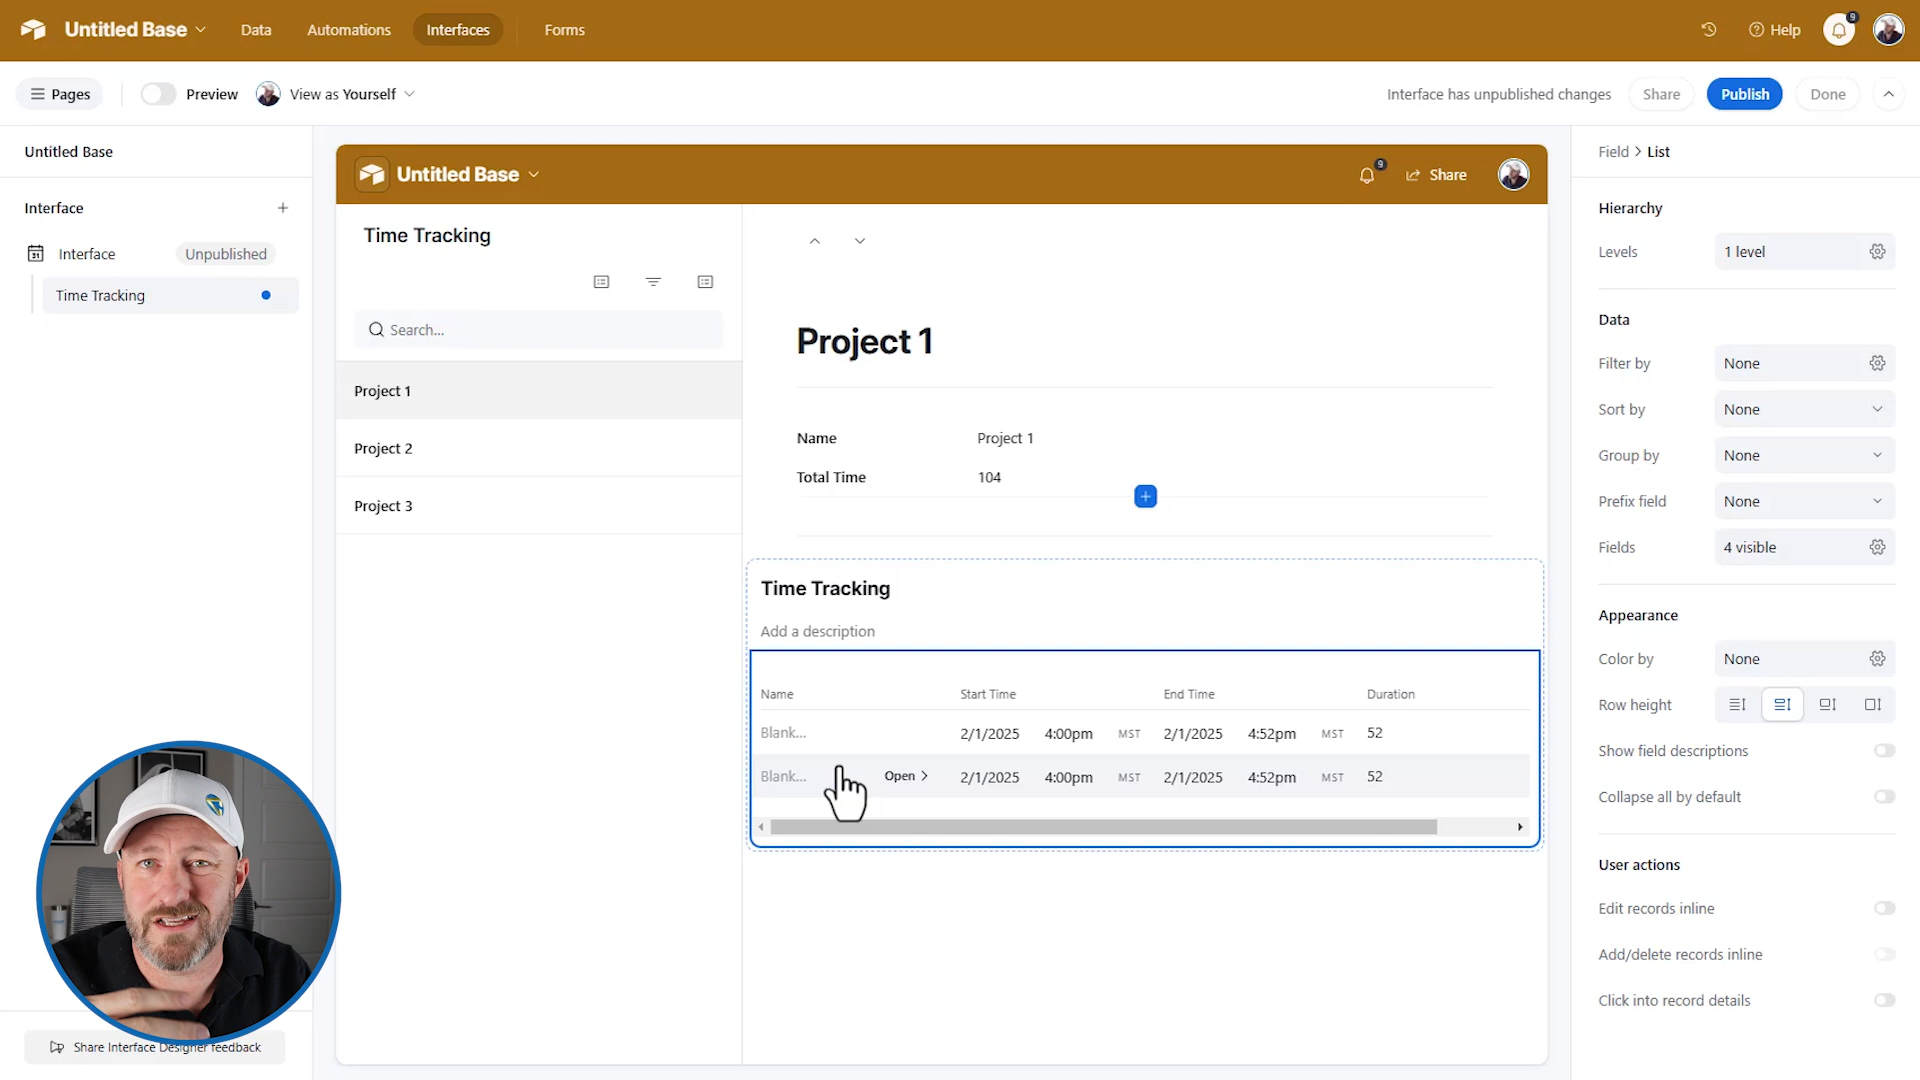 Untitled Base
Data
Automations
Interfaces
Forms
Help
9
Pages
Preview
View as Yourself
Interface has unpublished changes
Share
Publish
Done
Untitled Base
Interface
Interface
Unpublished
Time Tracking
Share Interface Designer feedback
Untitled Base
9
Share
Time Tracking
Search...
Project 1
Project 2
Project 3
Project 1
Name Project 1
Total Time 104
Time Tracking
Add a description
Name Start Time End Time Duration
Blank... 2/1/2025 4:00pm MST 2/1/2025 4:52pm MST 52
Blank... Open 2/1/2025 4:00pm MST 2/1/2025 4:52pm MST 52
Field > List
Hierarchy
Levels 1 level
Data
Filter by None
Sort by None
Group by None
Prefix field None
Fields 4 visible
Appearance
Color by None
Row height
Show field descriptions
Collapse all by default
User actions
Edit records inline
Add/delete records inline
Click into record details